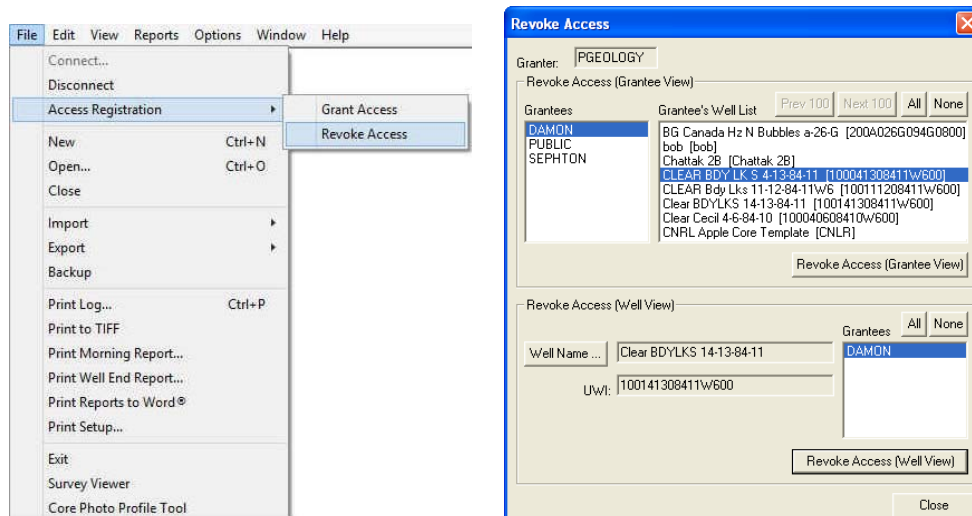 File Edit View Reports Options Window Help
Connect...
Disconnect
Access Registration
Grant Access
Revoke Access
New Ctrl+N
Open... Ctrl+O
Close
Import
Export
Backup
Print Log... Ctrl+P
Print to TIFF
Print Morning Report...
Print Well End Report...
Print Reports to Word®
Print Setup...
Exit
Survey Viewer
Core Photo Profile Tool
Revoke Access
Granter: PGEOLOGY
Revoke Access (Grantee View)
Grantees
Grantee's Well List Prev 100 Next 100 All None
DAMON
PUBLIC
SEPHTON
BG Canada Hz N Bubbles a-26-G [200A026G094G0800]
bob [bob]
Chattak 2B [Chattak 2B]
CLEAR BDY LK S 4-13-84-11 [100041308411W600]
CLEAR Bdy Lks 11-12-84-11W6 [100111208411W600]
Clear BDYLKS 14-13-84-11 [100141308411W600]
Clear Cecil 4-6-84-10 [100040608410W600]
CNRL Apple Core Template [CNLR]
Revoke Access (Grantee View)
Revoke Access (Well View)
Grantees All None
Well Name ... Clear BDYLKS 14-13-84-11
DAMON
UWI: 100141308411W600
Revoke Access (Well View)
Close